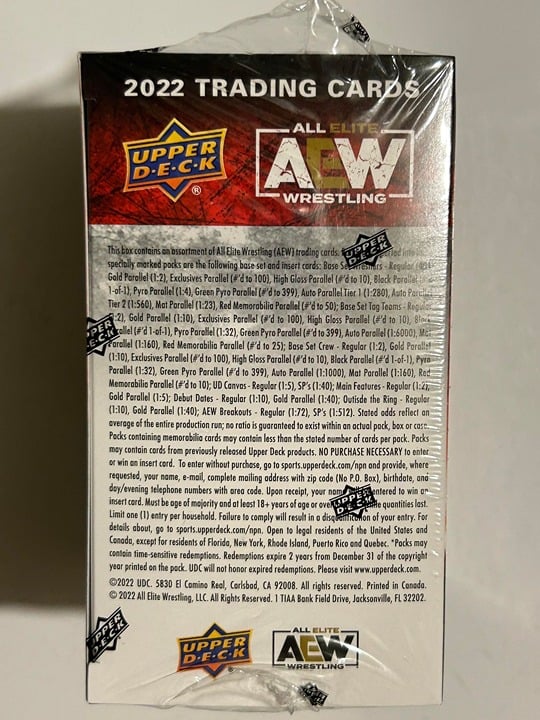 2022 TRADING CARDS
UPPER
D·E·C·K
®
ALL ELITE
AEW
WRESTLING
This box contains an assortment of All Elite Wrestling (AEW) trading cards.
UPPER
DECK
specially marked packs are the following base set and insert cards: Base Set Wrestlers - Regular
Gold Parallel (1:2), Exclusives Parallel (#'d to 100), High Gloss Parallel (#'d to 10), Black Parallel
1-of-1), Pyro Parallel (1:4), Green Pyro Parallel (#'d to 399), Auto Parallel Tier 1 (1:280), Auto Parallel
Tier 2 (1:560), Mat Parallel (1:23), Red Memorabilia Parallel (#'d to 50); Base Set Tag Teams - Regular
Gold Parallel (1:10), Exclusives Parallel (#'d to 100), High Gloss Parallel (#'d to 10), Black
UPPER
DECK
Parallel (#'d 1-of-1), Pyro Parallel (1:32), Green Pyro Parallel (#'d to 399), Auto Parallel (1:6000), Mat
Parallel (1:160), Red Memorabilia Parallel (#'d to 25); Base Set Crew - Regular (1:2), Gold Parallel
(1:10), Exclusives Parallel (#'d to 100), High Gloss Parallel (#'d to 10), Black Parallel (#'d 1-of-1), Pyro
Parallel (1:32), Green Pyro Parallel (#'d to 399), Auto Parallel (1:1000), Mat Parallel (1:160), Red
Memorabilia Parallel (#'d to 10); UD Canvas - Regular (1:5), SP's (1:40); Main Features - Regular (1:2),
Gold Parallel (1:5); Debut Dates - Regular (1:10), Gold Parallel (1:40); Outside the Ring - Regular
(1:10), Gold Parallel (1:40); AEW Breakouts - Regular (1:72), SP's (1:512). Stated odds reflect an
average of the entire production run; no ratio is guaranteed to exist within an actual pack, box or case.
Packs containing memorabilia cards may contain less than the stated number of cards per pack. Packs
may contain cards from previously released Upper Deck products. NO PURCHASE NECESSARY to enter
or win an insert card. To enter without purchase, go to sports.upperdeck.com/npn and provide, where
requested, your name, e-mail, complete mailing address with zip code (No P.O. Box), birthdate, and
day/evening telephone numbers with area code. Upon receipt, your name entered to win an
insert card. Must be age of majority and at least 18+ years of age or over quantities last.
UPPER
DECK
Limit one (1) entry per household. Failure to comply will result in a disqualification of your entry. For
details about, go to sports.upperdeck.com/npn. Open to legal residents of the United States and
Canada, except for residents of Florida, New York, Rhode Island, Puerto Rico and Quebec. *Packs may
contain time-sensitive redemptions. Redemptions expire 2 years from December 31 of the copyright
year printed on the pack. UDC will not honor expired redemptions. Please visit www.upperdeck.com.
©2022 UDC. 5830 El Camino Real, Carlsbad, CA 92008. All rights reserved. Printed in Canada.
© 2022 All Elite Wrestling, LLC. All Rights Reserved. 1 TIAA Bank Field Drive, Jacksonville, FL 32202.
UPPER
DECK
UPPER
D·E·C·K
ALL ELITE
AEW
WRESTLING